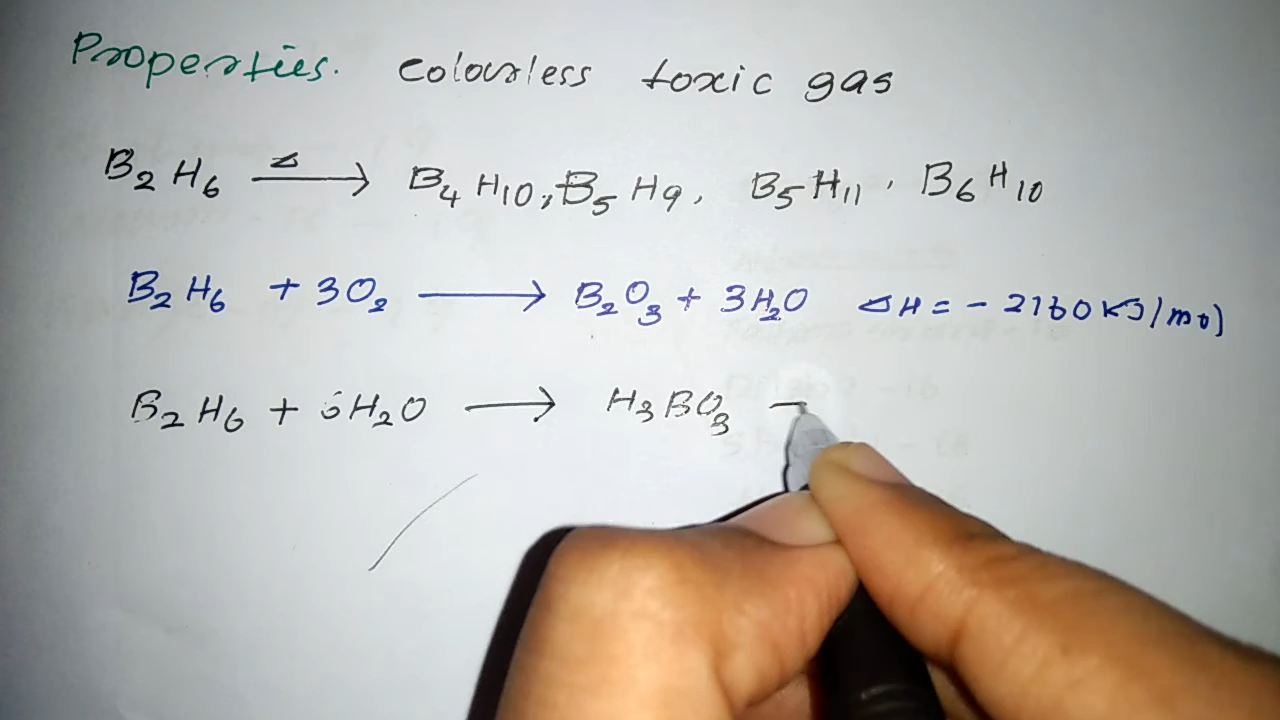 Properties. colourless toxic gas
B₂H₆ —Δ→ B₄H₁₀, B₅H₉, B₅H₁₁, B₆H₁₀
B₂H₆ + 3O₂ → B₂O₃ + 3H₂O ΔH = - 2160 KJ/mol
B₂H₆ + 6H₂O → H₃BO₃